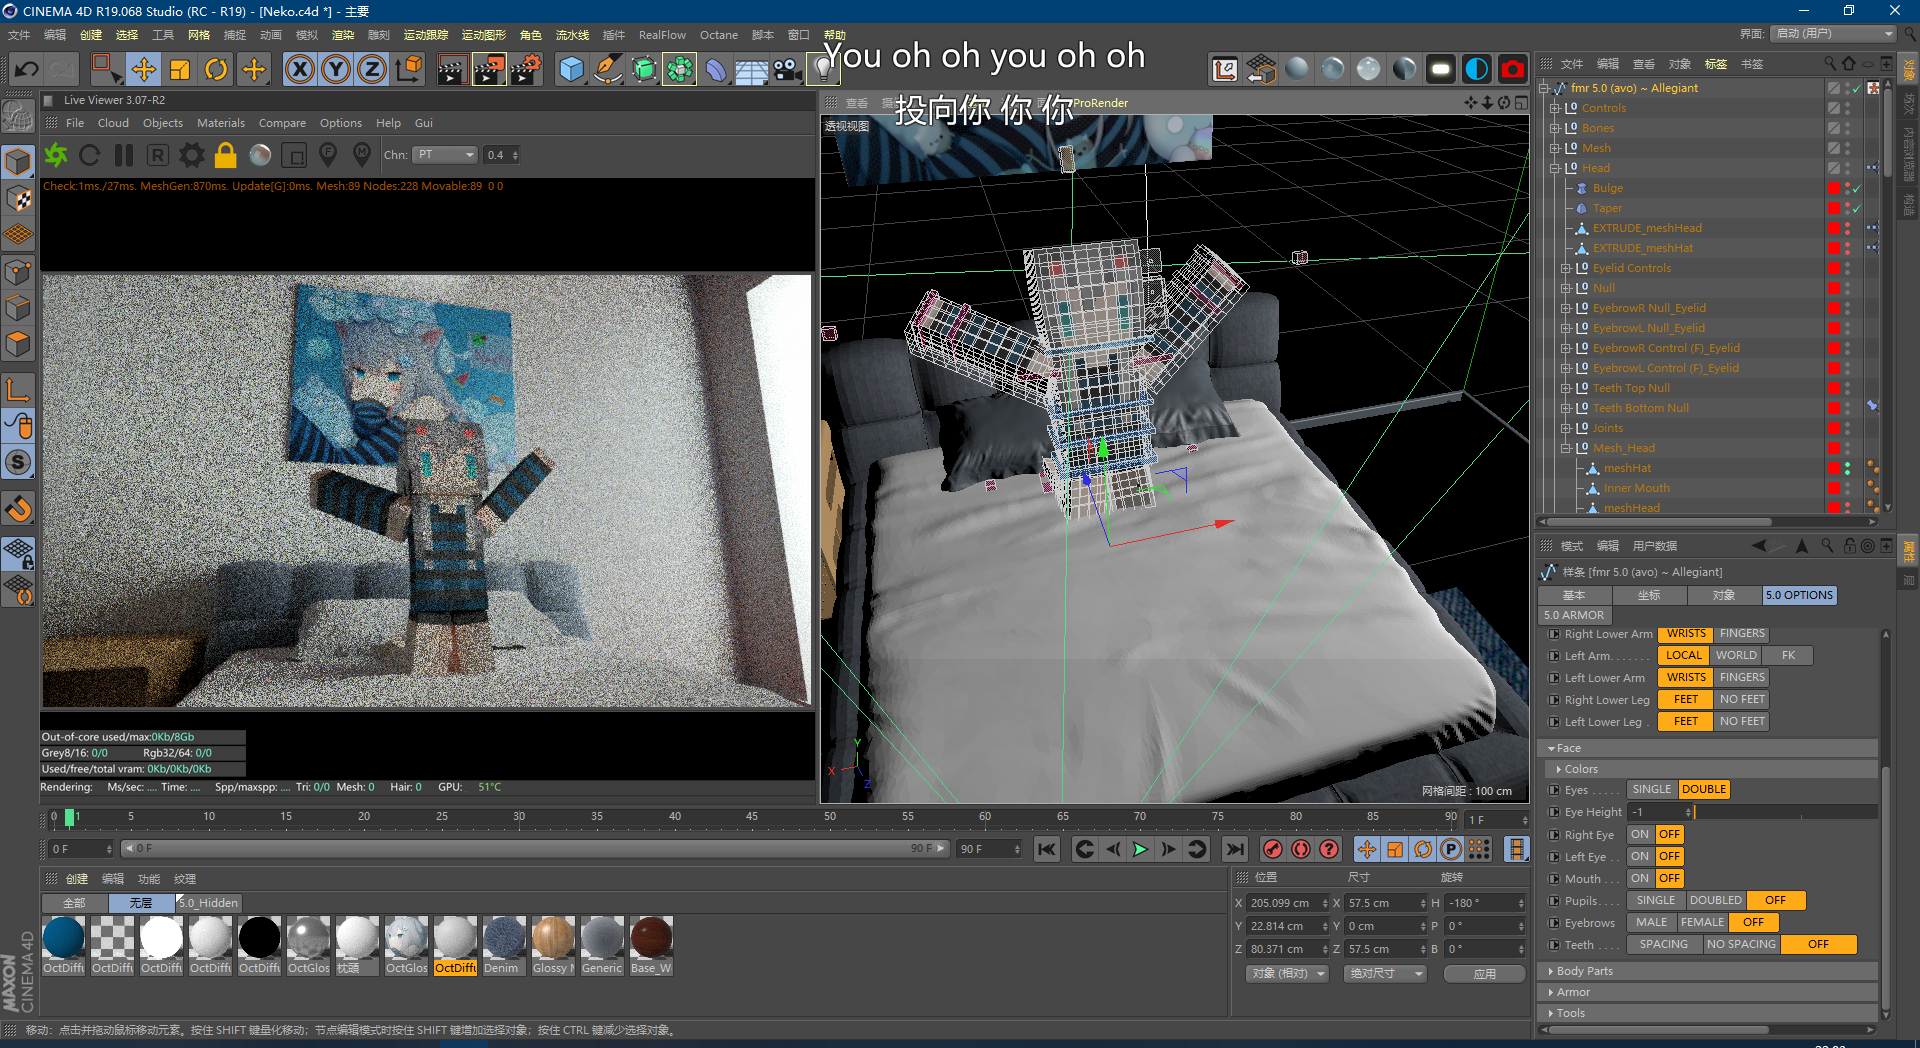 CINEMA 4D R19.068 Studio (RC - R19) - [Neko.c4d *] - 主要
文件 编辑 创建 选择 工具 网格 捕捉 动画 模拟 渲染 雕刻 运动跟踪 运动图形 角色 流水线 插件 RealFlow Octane 脚本 窗口 帮助
界面: 启动 (用户)
You oh oh you oh oh
投向你 你 你
Live Viewer 3.07-R2
File Cloud Objects Materials Compare Options Help Gui
Chn: PT 0.4
Check:1ms./27ms. MeshGen:870ms. Update[G]:0ms. Mesh:89 Nodes:228 Movable:89 0 0
Out-of-core used/max:0Kb/8Gb
Grey8/16: 0/0 Rgb32/64: 0/0
Used/free/total vram: 0Kb/0Kb/0Kb
Rendering: Ms/sec: .... Time: .... Spp/maxspp: .... Tri: 0/0 Mesh: 0 Hair: 0 GPU: 51°C
查看 ProRender
透视视图
网格间距 : 100 cm
文件 编辑 查看 对象 标签 书签
fmr 5.0 (avo) ~ Allegiant
Controls
Bones
Mesh
Head
Bulge
Taper
EXTRUDE_meshHead
EXTRUDE_meshHat
Eyelid Controls
Null
EyebrowR Null_Eyelid
EyebrowL Null_Eyelid
EyebrowR Control (F)_Eyelid
EyebrowL Control (F)_Eyelid
Teeth Top Null
Teeth Bottom Null
Joints
Mesh_Head
meshHat
Inner Mouth
meshHead
对象
场次
内容浏览器
构造
模式 编辑 用户数据
属性
层
样条 [fmr 5.0 (avo) ~ Allegiant]
基本 坐标 对象 5.0 OPTIONS
5.0 ARMOR
Right Lower Arm WRISTS FINGERS
Left Arm. . . . . . LOCAL WORLD FK
Left Lower Arm WRISTS FINGERS
Right Lower Leg FEET NO FEET
Left Lower Leg . FEET NO FEET
Face
Colors
Eyes . . . . . SINGLE DOUBLE
Eye Height -1
Right Eye ON OFF
Left Eye . . ON OFF
Mouth . . . ON OFF
Pupils. . . . SINGLE DOUBLED OFF
Eyebrows MALE FEMALE OFF
Teeth . . . . SPACING NO SPACING OFF
Body Parts
Armor
Tools
0 1 5 10 15 20 25 30 35 40 45 50 55 60 65 70 75 80 85 90 1 F
0 F 0 F 90 F 90 F
创建 编辑 功能 纹理
全部 无层 5.0_Hidden
OctDiffu OctDiffu OctDiffu OctDiffu OctDiffu OctGlos 枕頭 OctGlos OctDiffu Denim Glossy M Generic Base_W
位置 尺寸 旋转
X 205.099 cm X 57.5 cm H -180 °
Y 22.814 cm Y 0 cm P 0 °
Z 80.371 cm Z 57.5 cm B 0 °
对象 (相对) 绝对尺寸 应用
MAXON CINEMA 4D
移动: 点击并拖动鼠标移动元素。按住 SHIFT 键量化移动; 节点编辑模式时按住 SHIFT 键增加选择对象; 按住 CTRL 键减少选择对象。